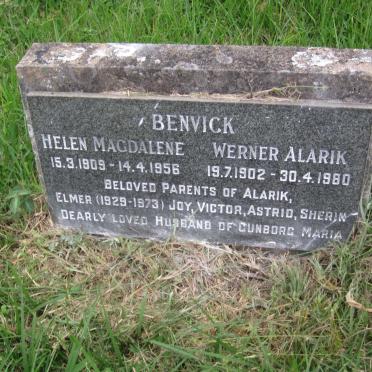 BENVICK
HELEN MAGDALENE WERNER ALARIK
15.3.1909 - 14.4.1956 19.7.1902 - 30.4.1980
BELOVED PARENTS OF ALARIK,
ELMER (1929-1973) JOY, VICTOR, ASTRID, SHERIN
DEARLY LOVED HUSBAND OF GUNBORG MARIA